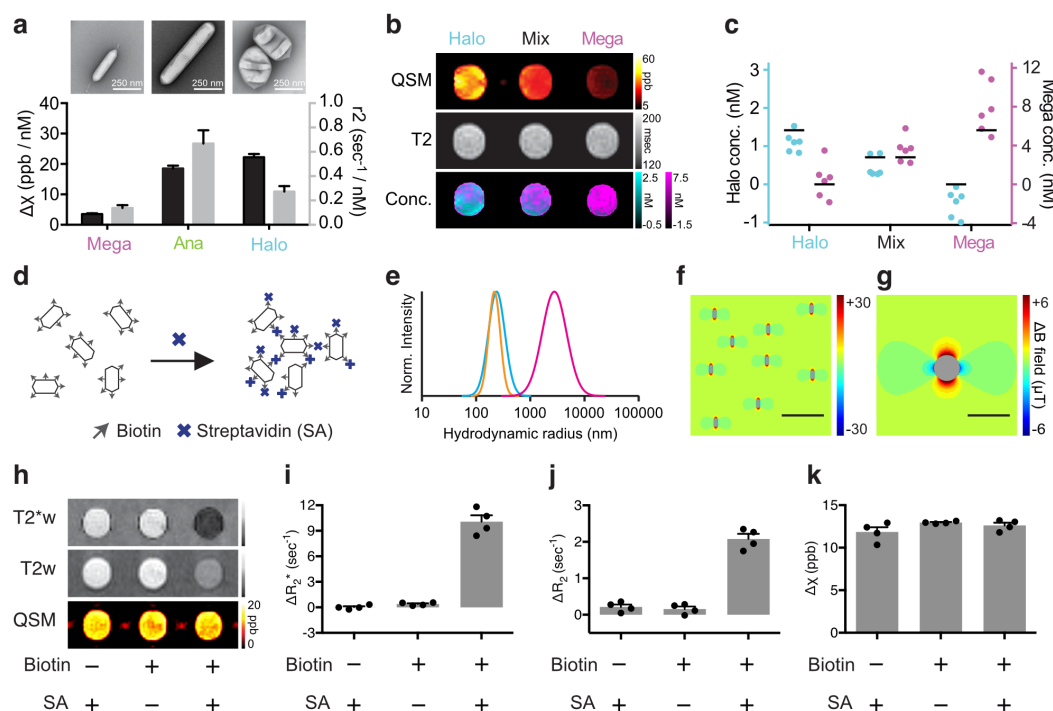 a
250 nm
250 nm
250 nm
ΔX (ppb / nM)
40
30
20
10
0
1.0
0.8
0.6
0.4
0.2
0.0
r2 (sec⁻¹ / nM)
Mega
Ana
Halo
b
Halo
Mix
Mega
QSM
T2
Conc.
60
ppb
5
200
msec
120
2.5
nM
-0.5
7.5
nM
-1.5
c
Halo conc. (nM)
3
2
1
0
-1
12
8
4
0
-4
Mega conc. (nM)
Halo
Mix
Mega
d
Biotin
Streptavidin (SA)
e
Norm. Intensity
10
100
1000
10000
100000
Hydrodynamic radius (nm)
f
+30
-30
g
+6
ΔB field (μT)
-6
h
T2*w
T2w
QSM
20
ppb
0
Biotin − + +
SA + − +
i
ΔR₂* (sec⁻¹)
12
9
6
3
0
-3
Biotin − + +
SA + − +
j
ΔR₂ (sec⁻¹)
3
2
1
0
Biotin − + +
SA + − +
k
ΔX (ppb)
15
10
5
0
Biotin − + +
SA + − +